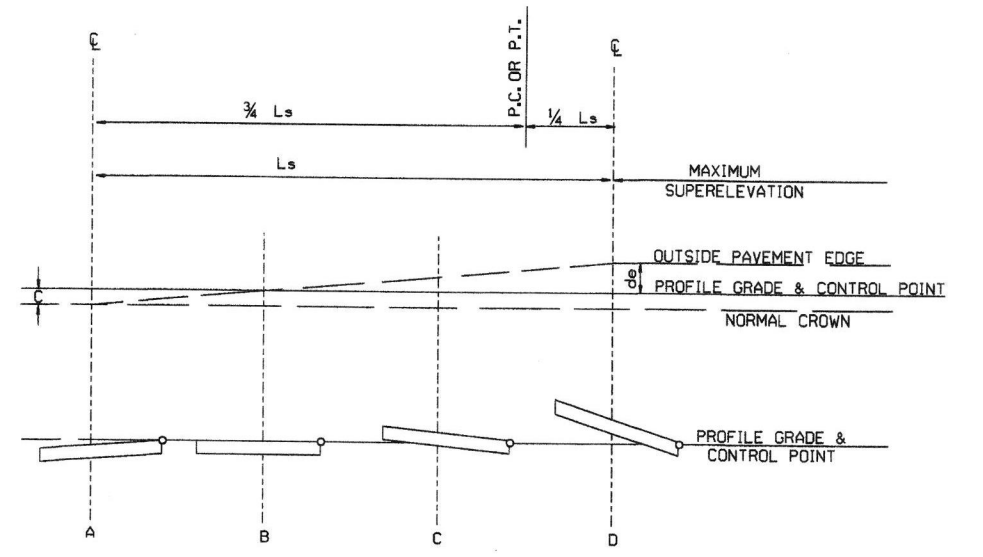 ℄
℄
P.C. OR P.T.
¾ Ls
¼ Ls
Ls
MAXIMUM
SUPERELEVATION
OUTSIDE PAVEMENT EDGE
de
C
PROFILE GRADE & CONTROL POINT
NORMAL CROWN
PROFILE GRADE &
CONTROL POINT
A
B
C
D